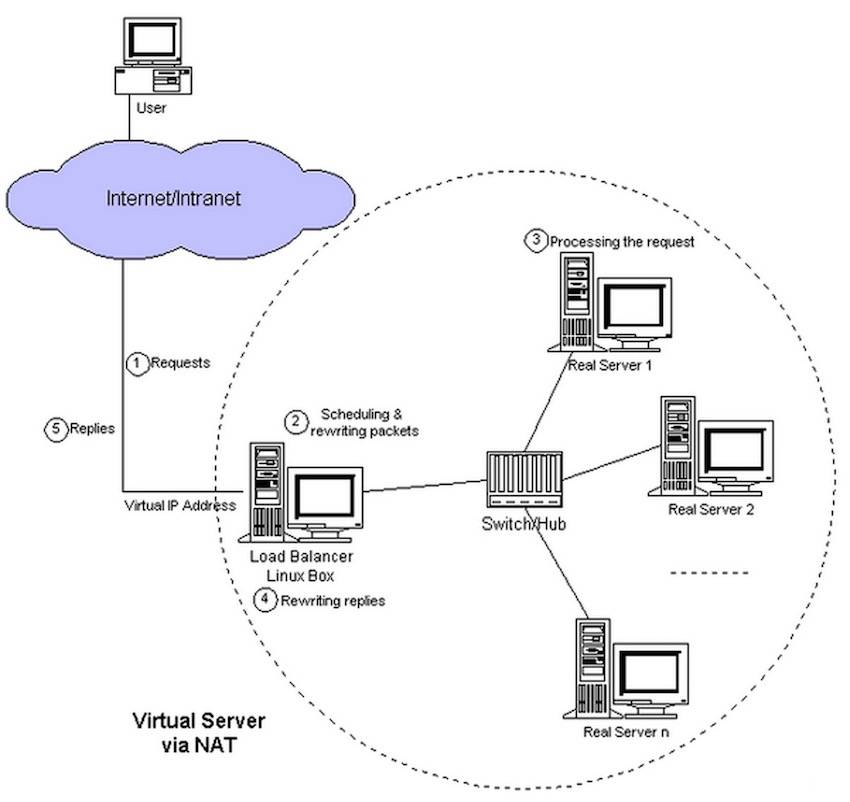 User
Internet/Intranet
3 Processing the request
Real Server 1
1 Requests
2 Scheduling &
rewriting packets
5 Replies
Virtual IP Address
Switch/Hub
Real Server 2
Load Balancer
Linux Box
4 Rewriting replies
Virtual Server
via NAT
Real Server n